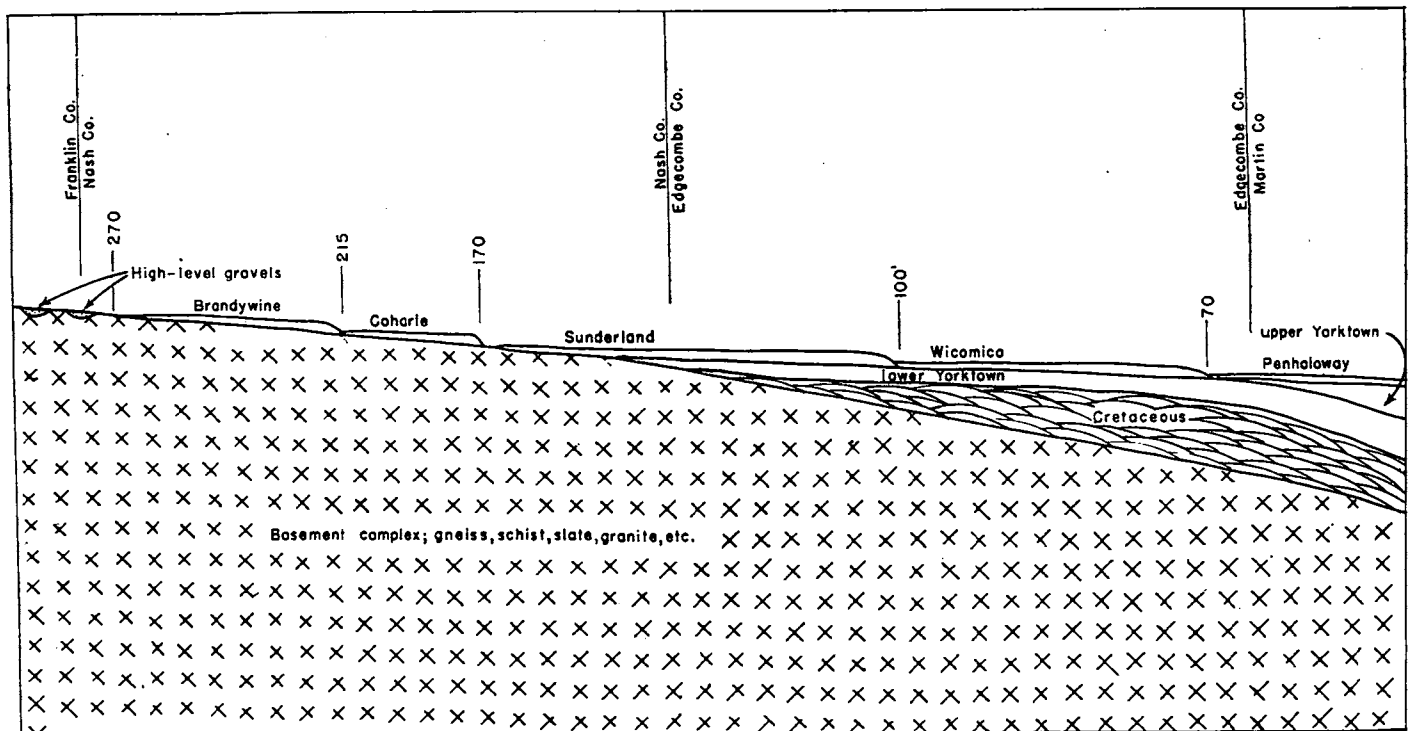 Franklin Co.
Nash Co.
Nash Co.
Edgecombe Co.
Edgecombe Co.
Martin Co
270
215
170
100'
70
High-level gravels
Brandywine
Coharie
Sunderland
Wicomico
upper Yorktown
Penholoway
lower Yorktown
Cretaceous
Basement complex; gneiss, schist, slate, granite, etc.